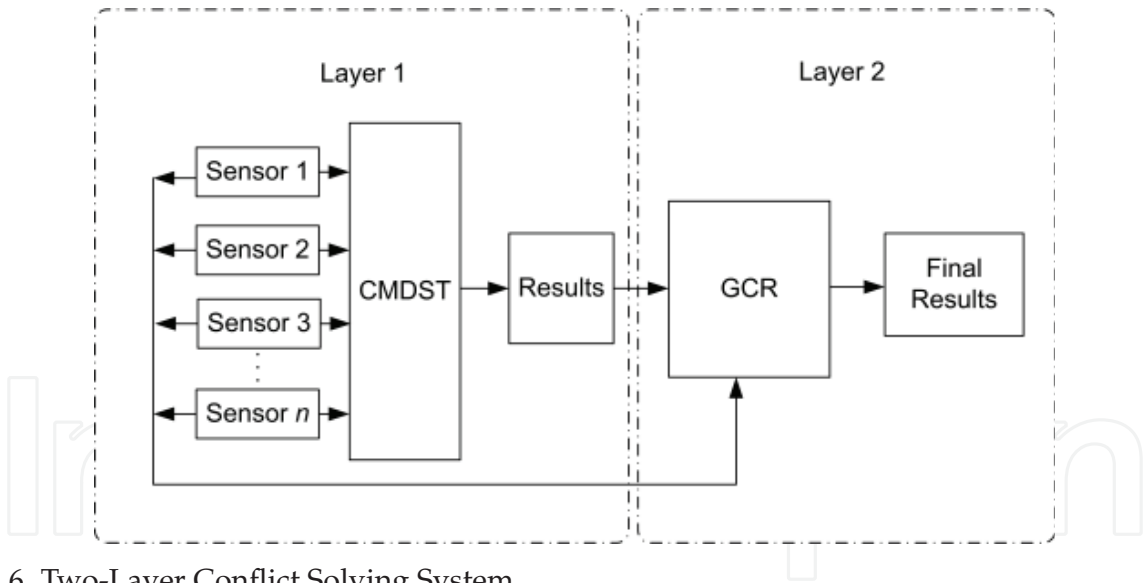 Layer 1
Layer 2
Sensor 1
Sensor 2
Sensor 3
Sensor n
CMDST
Results
GCR
Final
Results
6. Two-Layer Conflict Solving System